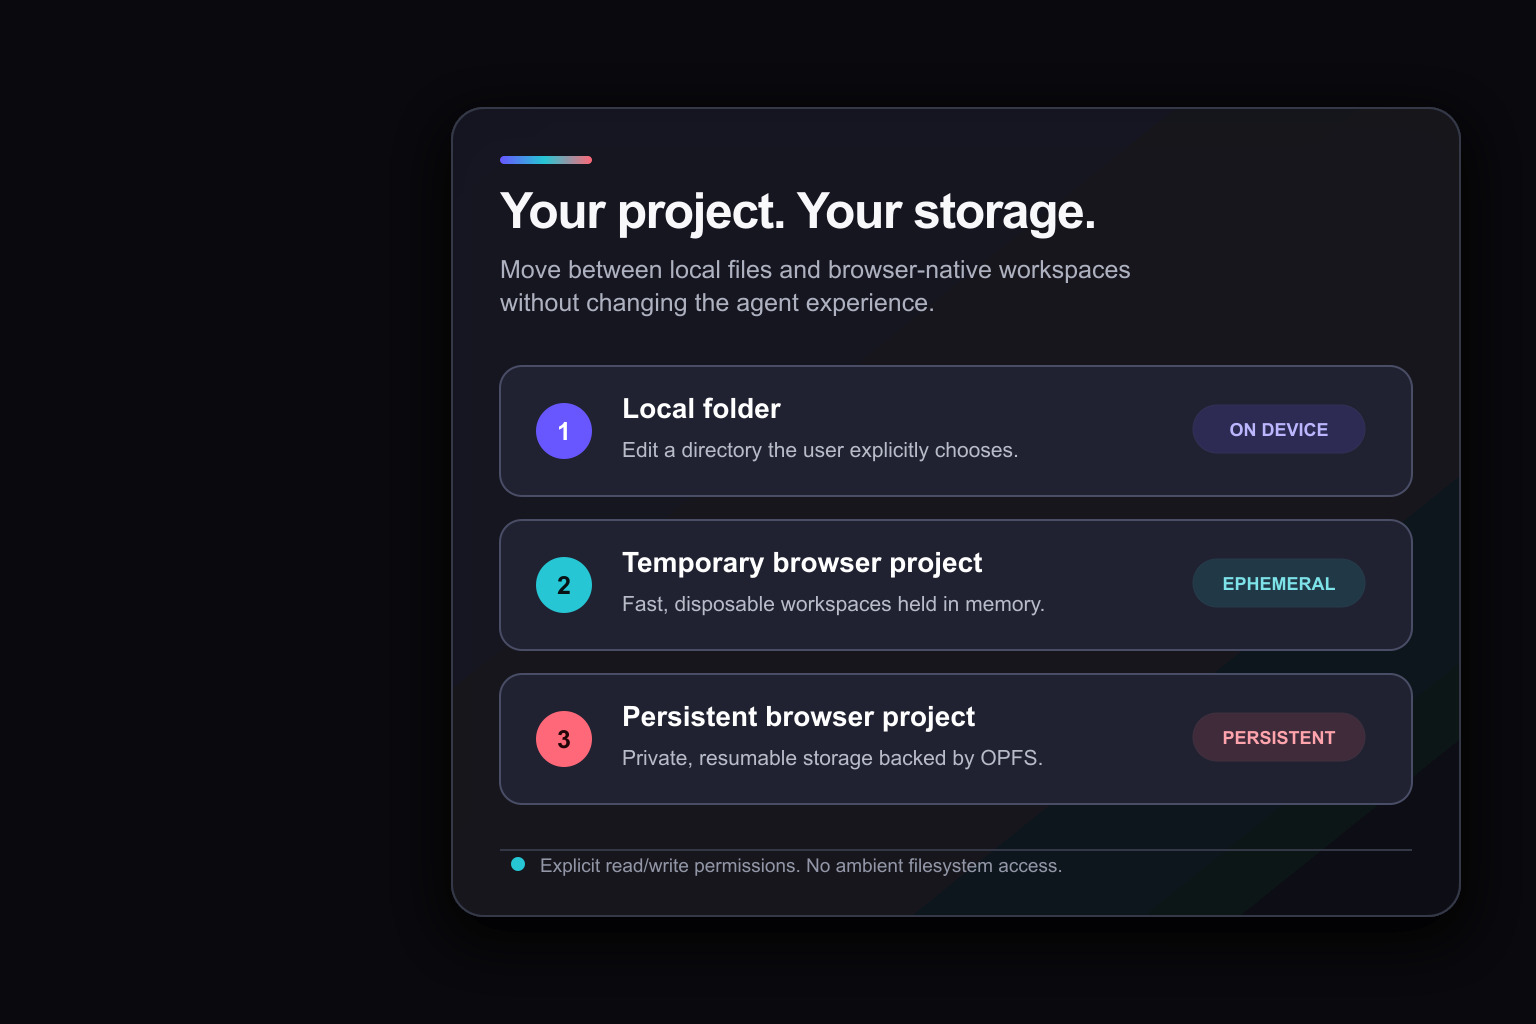 Your project. Your storage.
Move between local files and browser-native workspaces
without changing the agent experience.
1
Local folder
Edit a directory the user explicitly chooses.
ON DEVICE
2
Temporary browser project
Fast, disposable workspaces held in memory.
EPHEMERAL
3
Persistent browser project
Private, resumable storage backed by OPFS.
PERSISTENT
Explicit read/write permissions. No ambient filesystem access.